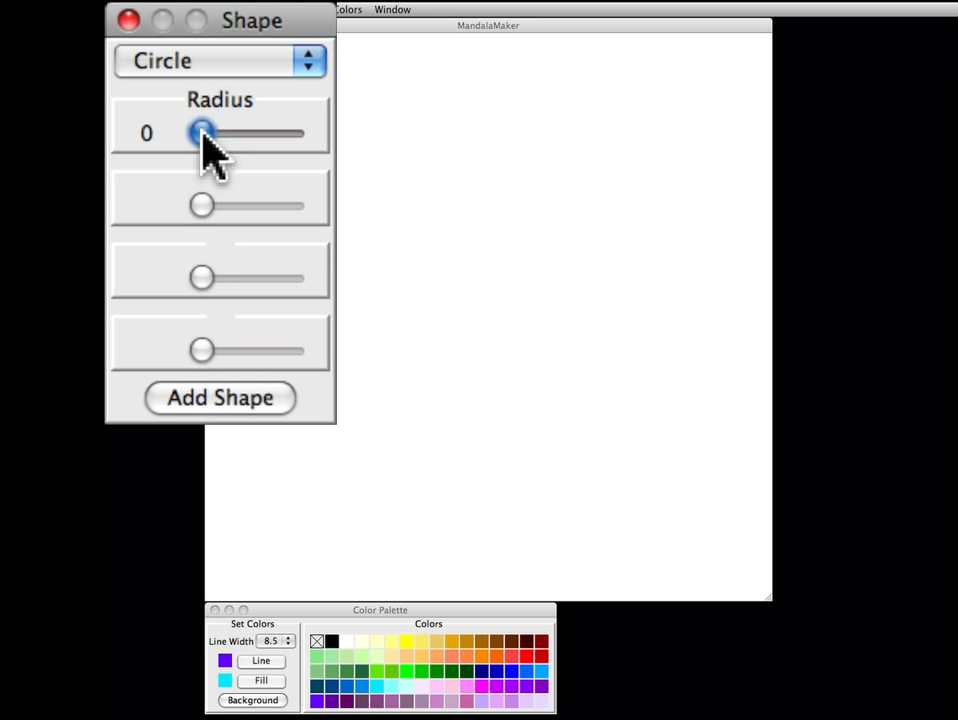 Shape
Colors Window
MandalaMaker
Circle
Radius
0
Add Shape
Color Palette
Set Colors
Colors
Line Width 8.5
Line
Fill
Background